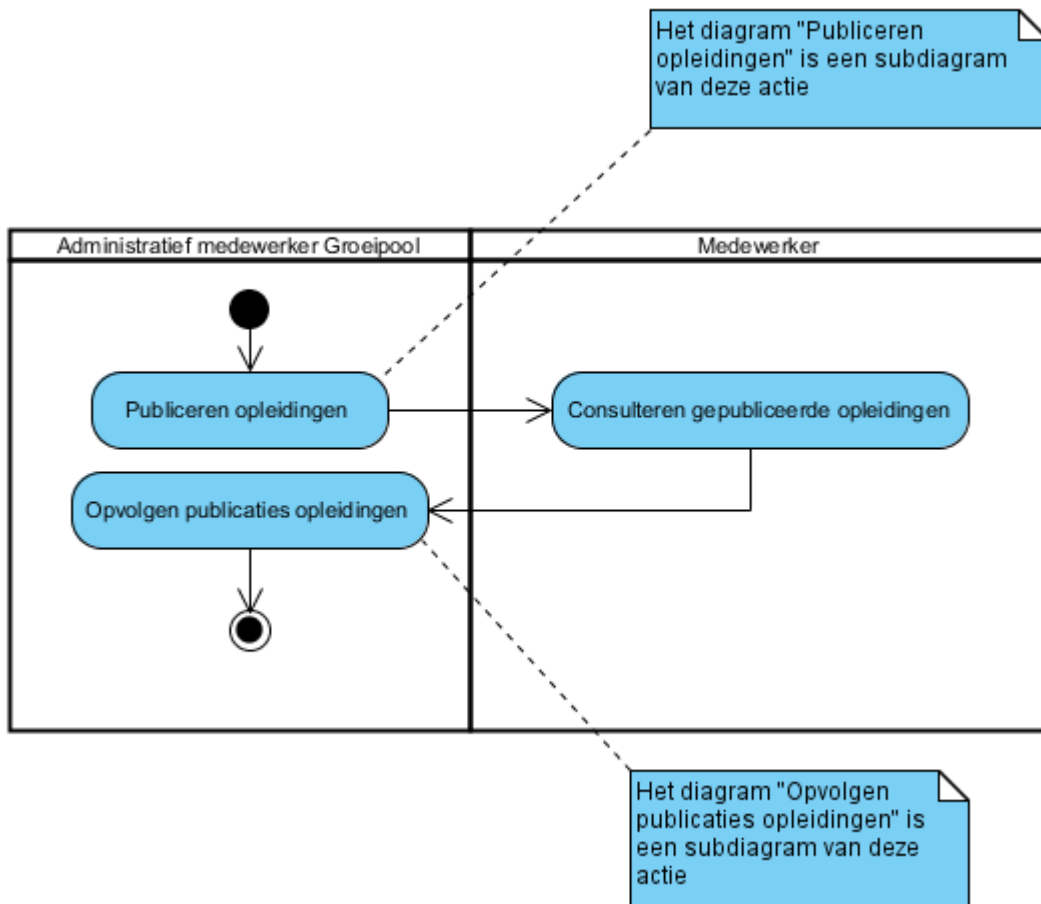 Het diagram "Publiceren
opleidingen" is een subdiagram
van deze actie
Administratief medewerker Groeipool
Medewerker
Publiceren opleidingen
Consulteren gepubliceerde opleidingen
Opvolgen publicaties opleidingen
Het diagram "Opvolgen
publicaties opleidingen" is
een subdiagram van deze
actie